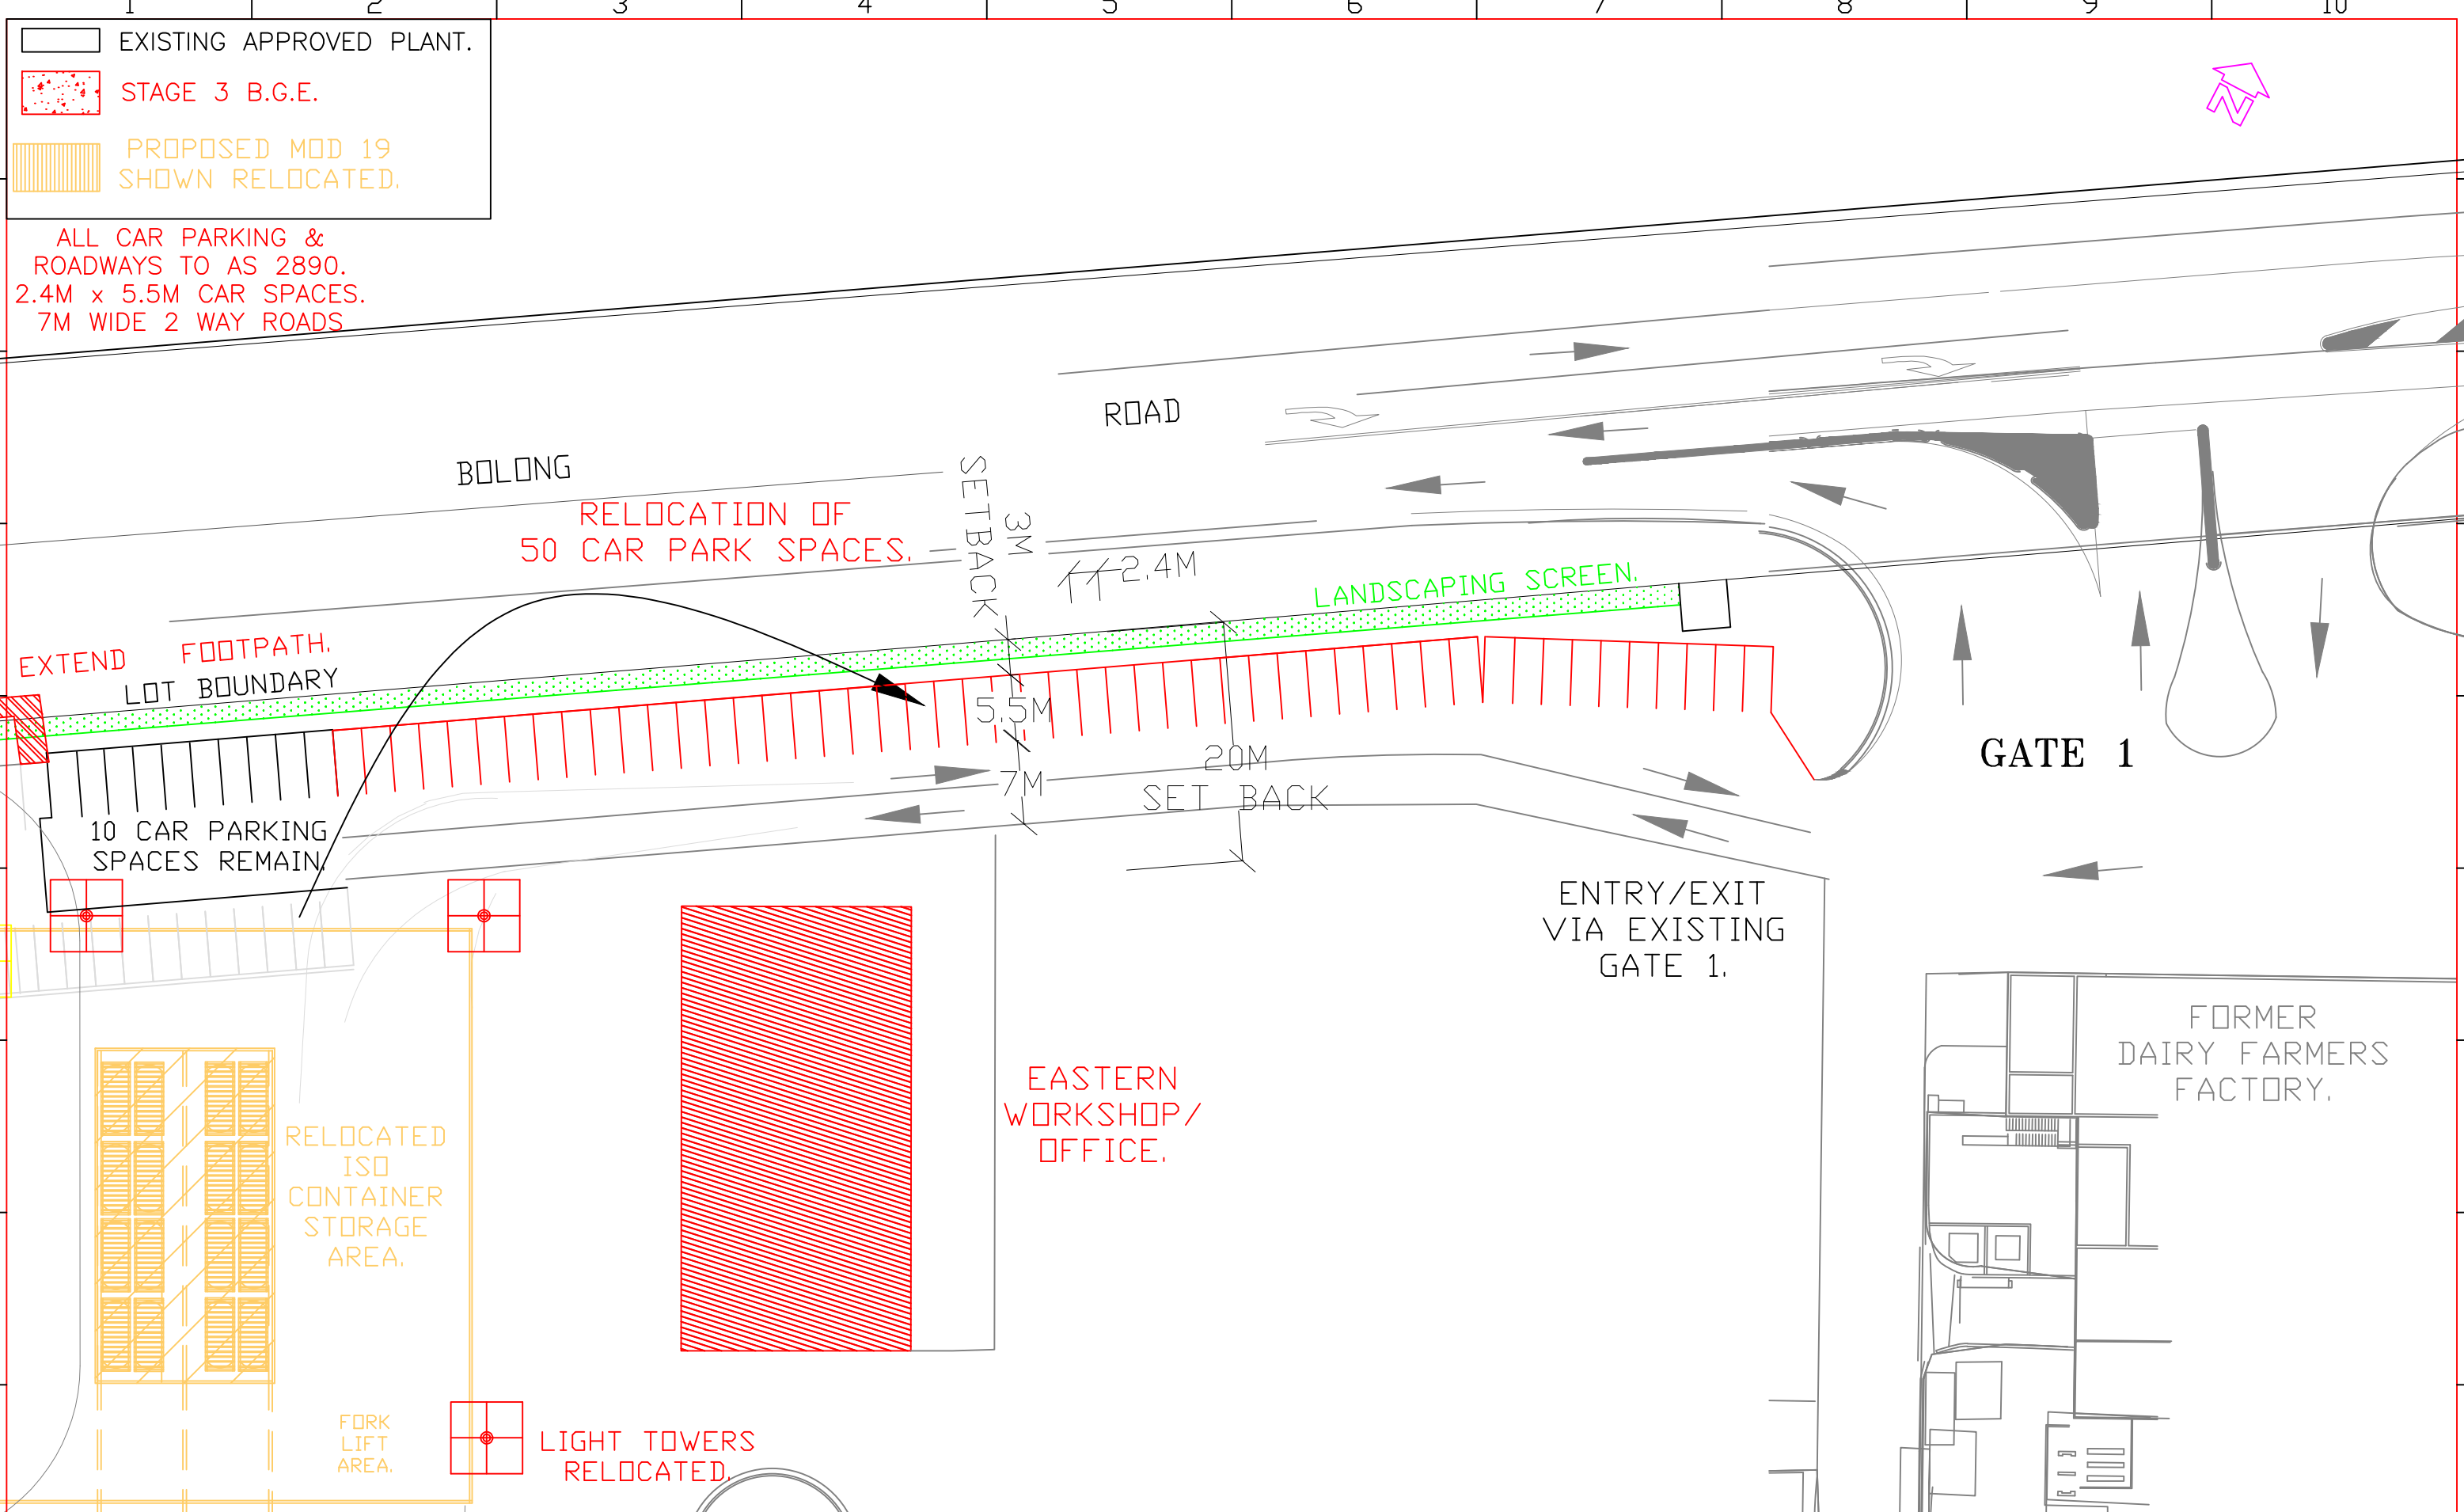 1 2 3 4 5 6 7 8 9 10
EXISTING APPROVED PLANT.
STAGE 3 B.G.E.
PROPOSED MOD 19
SHOWN RELOCATED.
ALL CAR PARKING &
ROADWAYS TO AS 2890.
2.4M x 5.5M CAR SPACES.
7M WIDE 2 WAY ROADS
N
BOLONG
ROAD
RELOCATION OF
50 CAR PARK SPACES.
3M
SETBACK
2.4M
LANDSCAPING SCREEN.
EXTEND FOOTPATH.
LOT BOUNDARY
5.5M
7M
20M
SET BACK
GATE 1
10 CAR PARKING
SPACES REMAIN.
ENTRY/EXIT
VIA EXISTING
GATE 1.
FORMER
DAIRY FARMERS
FACTORY.
EASTERN
WORKSHOP/
OFFICE.
RELOCATED
ISO
CONTAINER
STORAGE
AREA.
FORK
LIFT
AREA.
LIGHT TOWERS
RELOCATED.